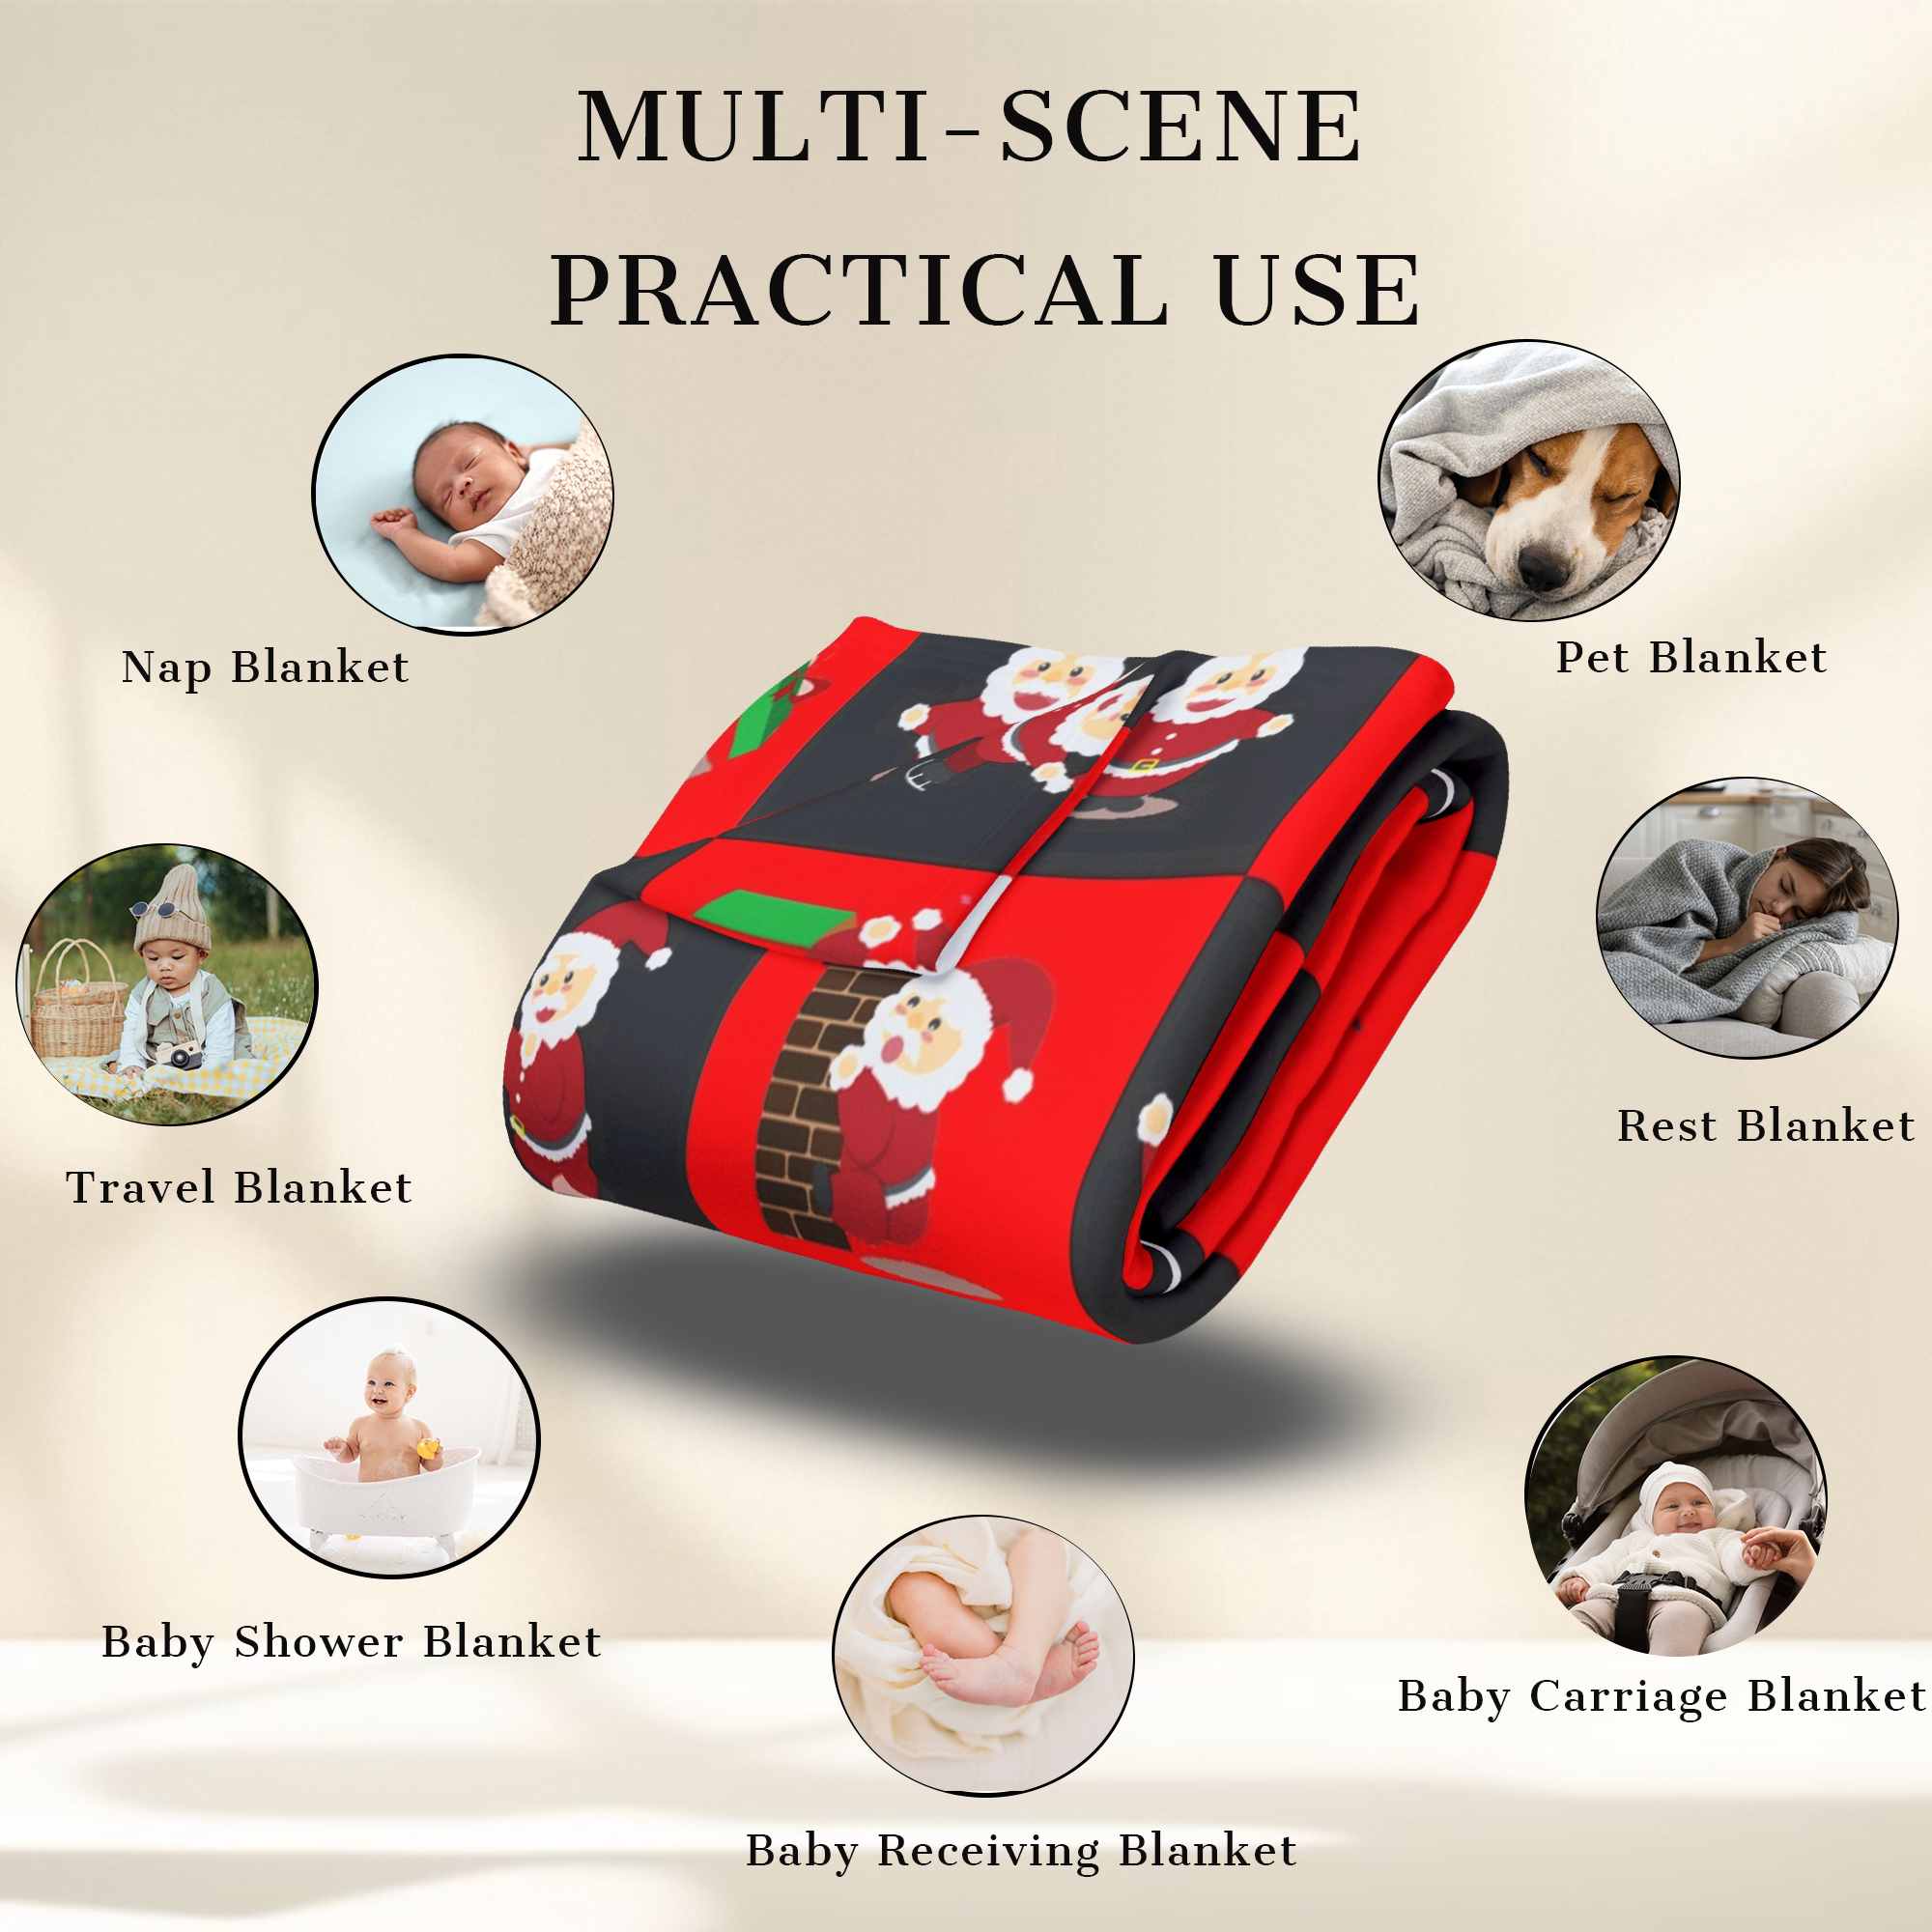 MULTI-SCENE
PRACTICAL USE
Nap Blanket
Pet Blanket
Travel Blanket
Rest Blanket
Baby Shower Blanket
Baby Carriage Blanket
Baby Receiving Blanket